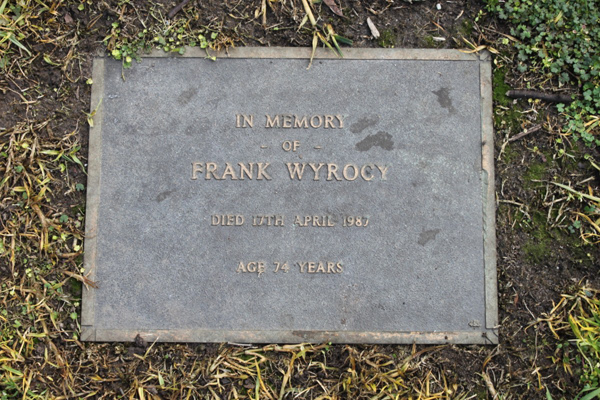 IN MEMORY
- OF -
FRANK WYROCY
DIED 17TH APRIL 1987
AGE 74 YEARS